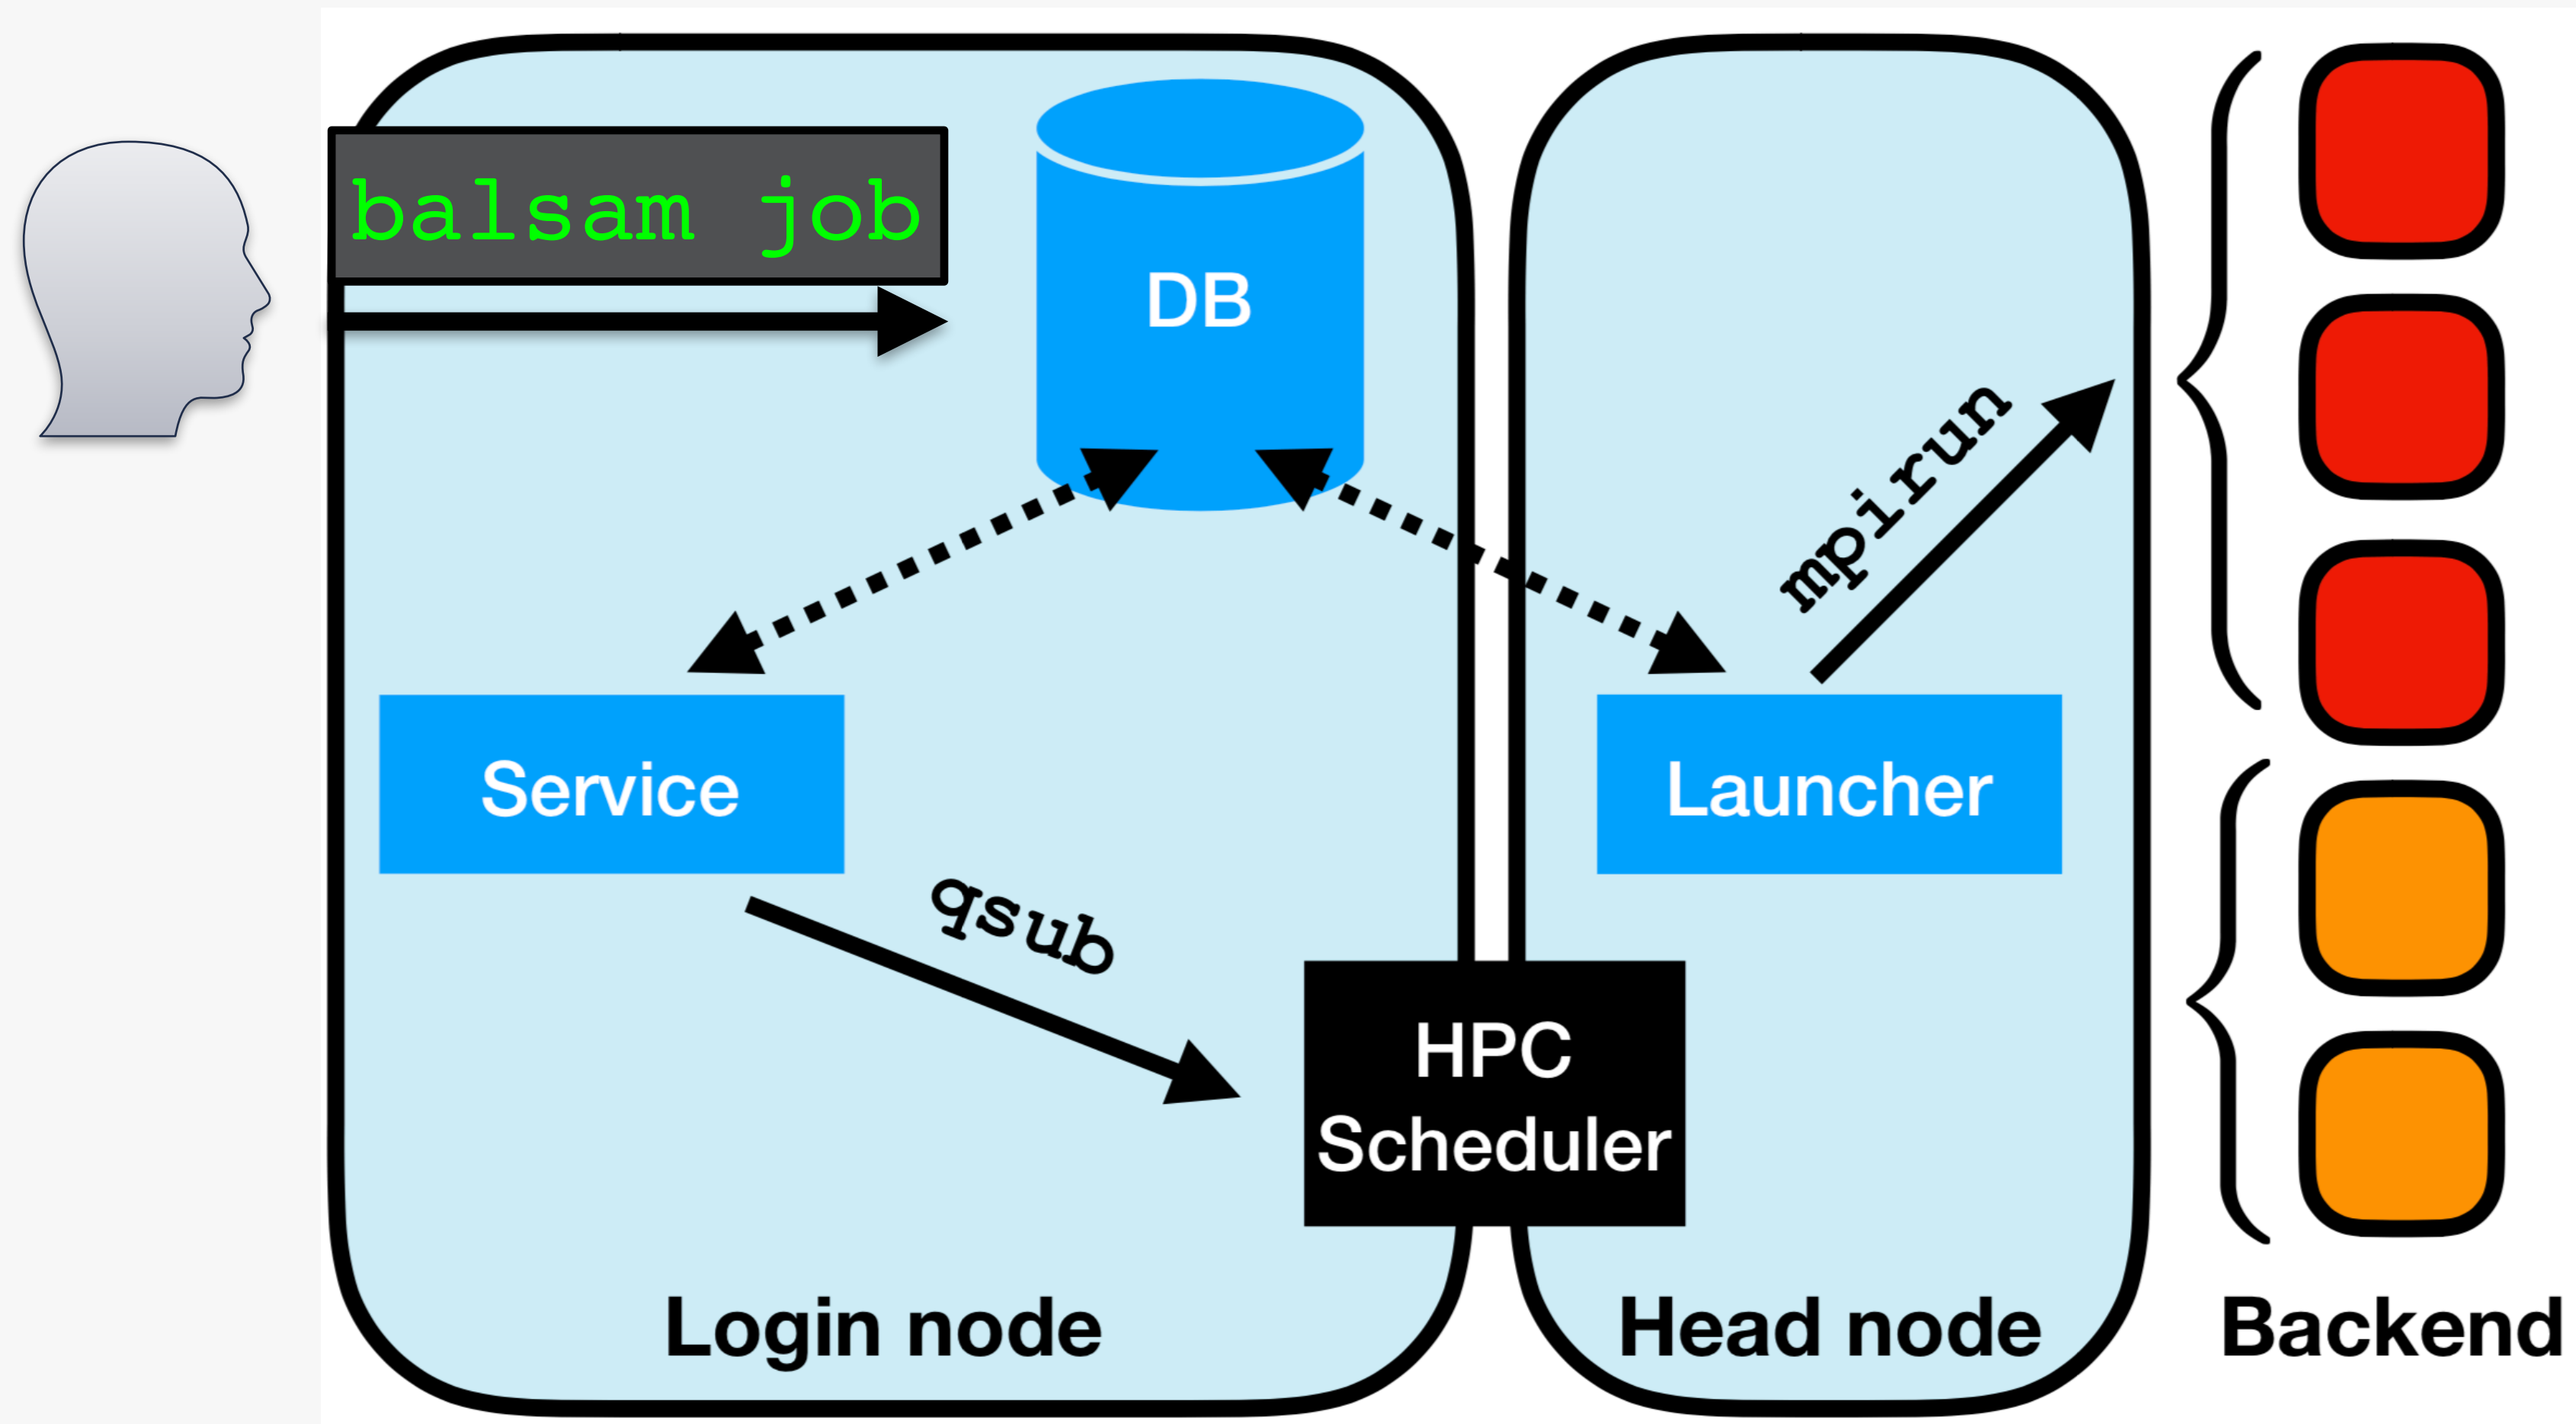 balsam job
DB
mpirun
Service
Launcher
qsub
HPC
Scheduler
Login node
Head node
Backend